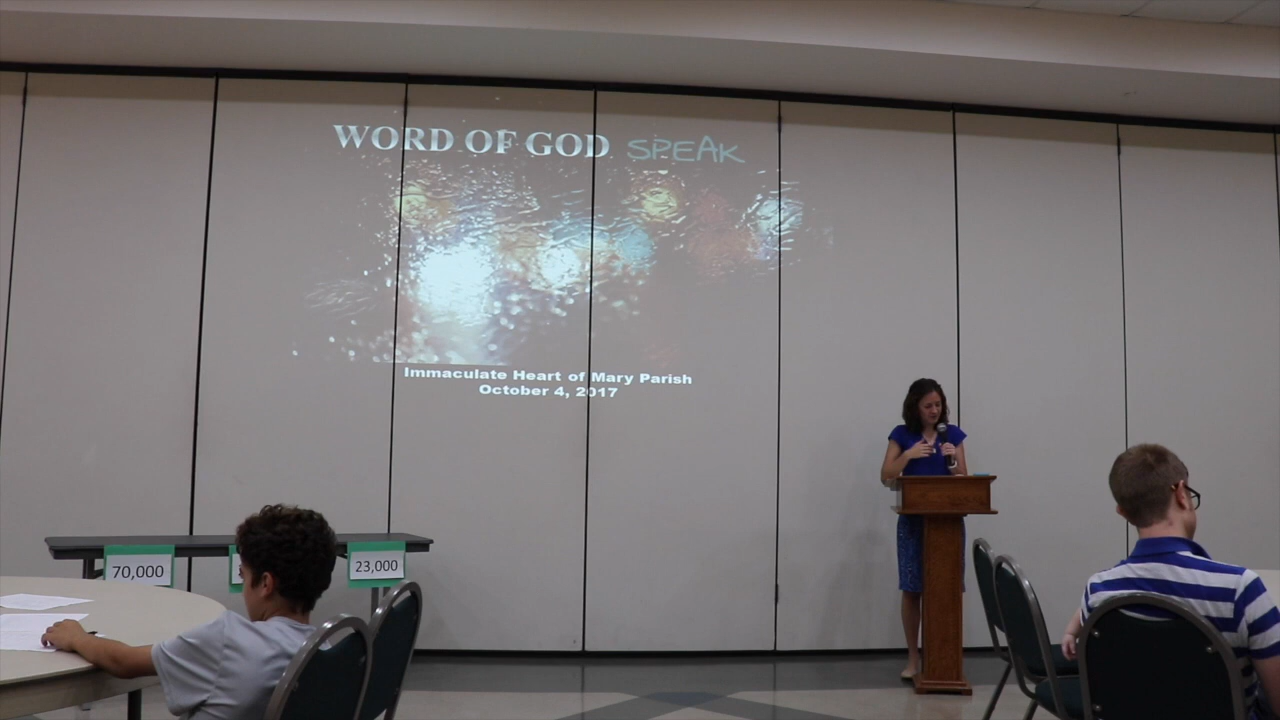 WORD OF GOD SPEAK
Immaculate Heart of Mary Parish
October 4, 2017
70,000
23,000